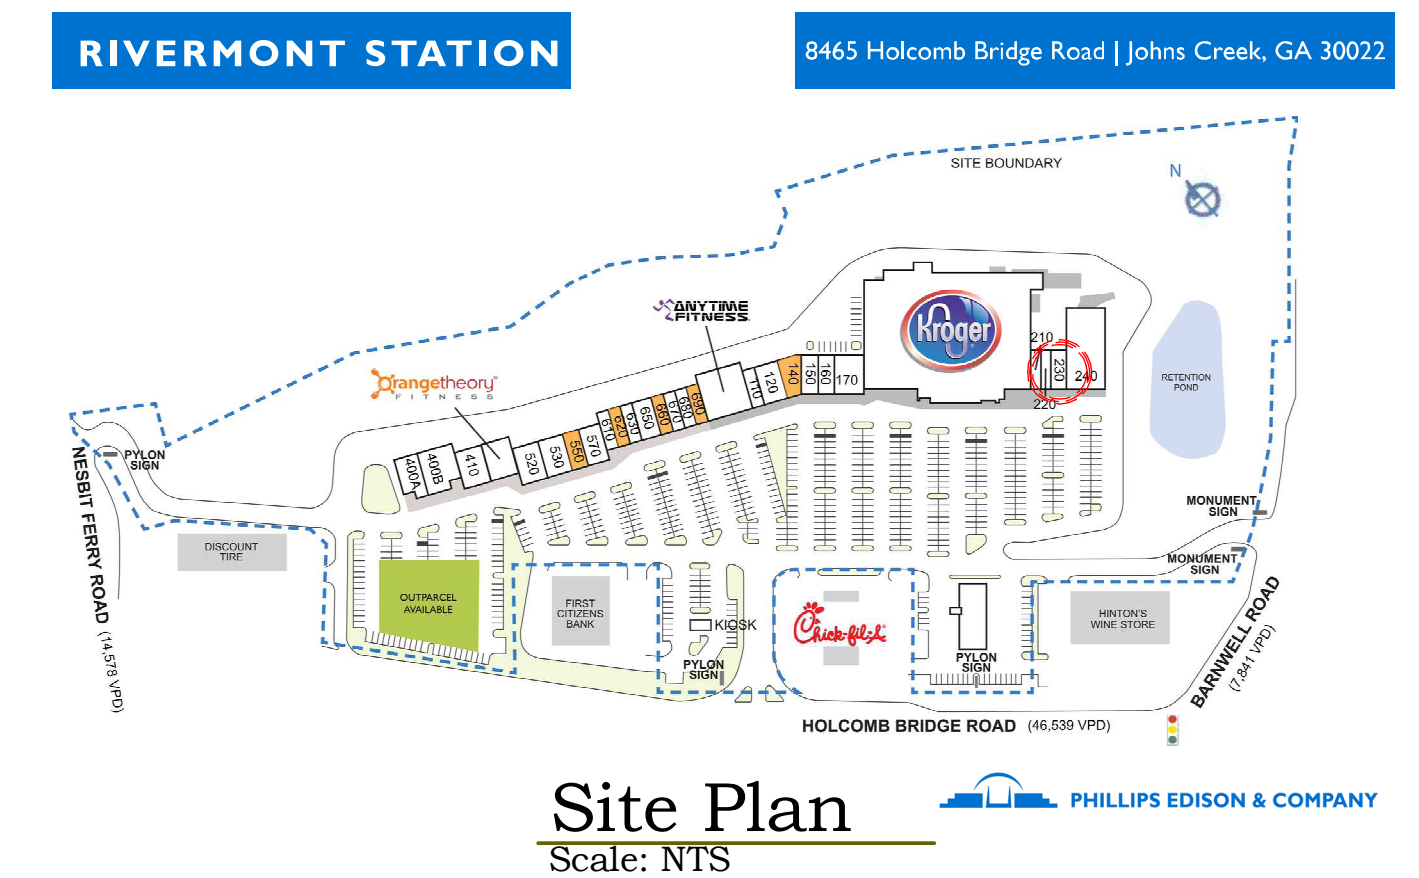 RIVERMONT STATION
8465 Holcomb Bridge Road | Johns Creek, GA 30022
SITE BOUNDARY
N
ANYTIME
FITNESS
Kroger
210
230
240
220
RETENTION
POND
orangetheory
FITNESS
400A
400B
410
520
530
550
570
610
620
630
650
660
670
680
690
110
120
140
150
160
170
PYLON
SIGN
NESBIT FERRY ROAD (14,578 VPD)
DISCOUNT
TIRE
OUTPARCEL
AVAILABLE
FIRST
CITIZENS
BANK
KIOSK
PYLON
SIGN
Chick-fil-A
PYLON
SIGN
MONUMENT
SIGN
MONUMENT
SIGN
HINTON'S
WINE STORE
BARNWELL ROAD
(7,841 VPD)
HOLCOMB BRIDGE ROAD (46,539 VPD)
Site Plan
Scale: NTS
PHILLIPS EDISON & COMPANY